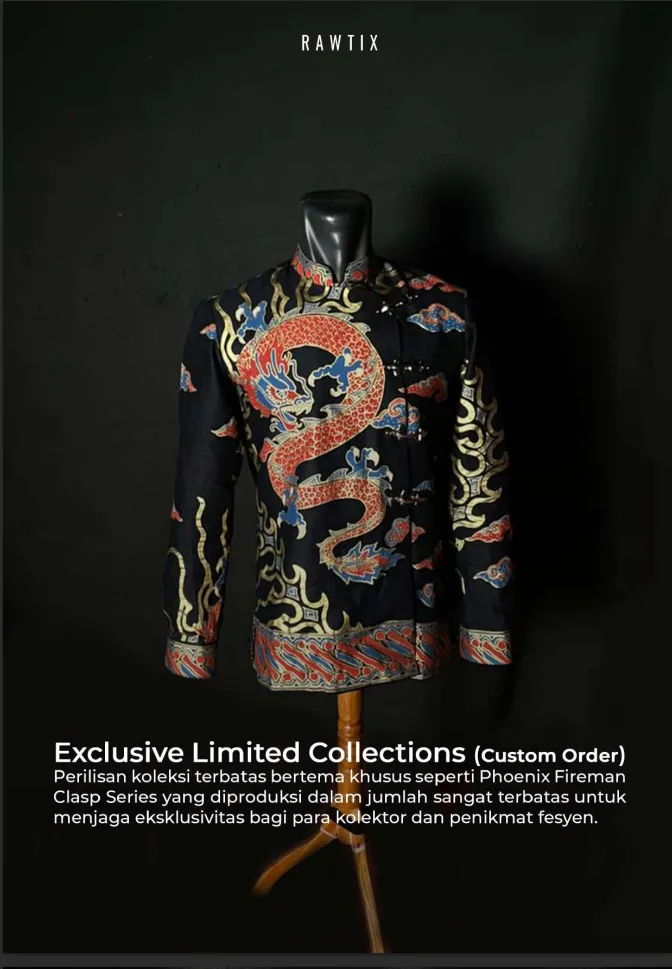 RAWTIX
Exclusive Limited Collections (Custom Order)
Perilisan koleksi terbatas bertema khusus seperti Phoenix Fireman
Clasp Series yang diproduksi dalam jumlah sangat terbatas untuk
menjaga eksklusivitas bagi para kolektor dan penikmat fesyen.